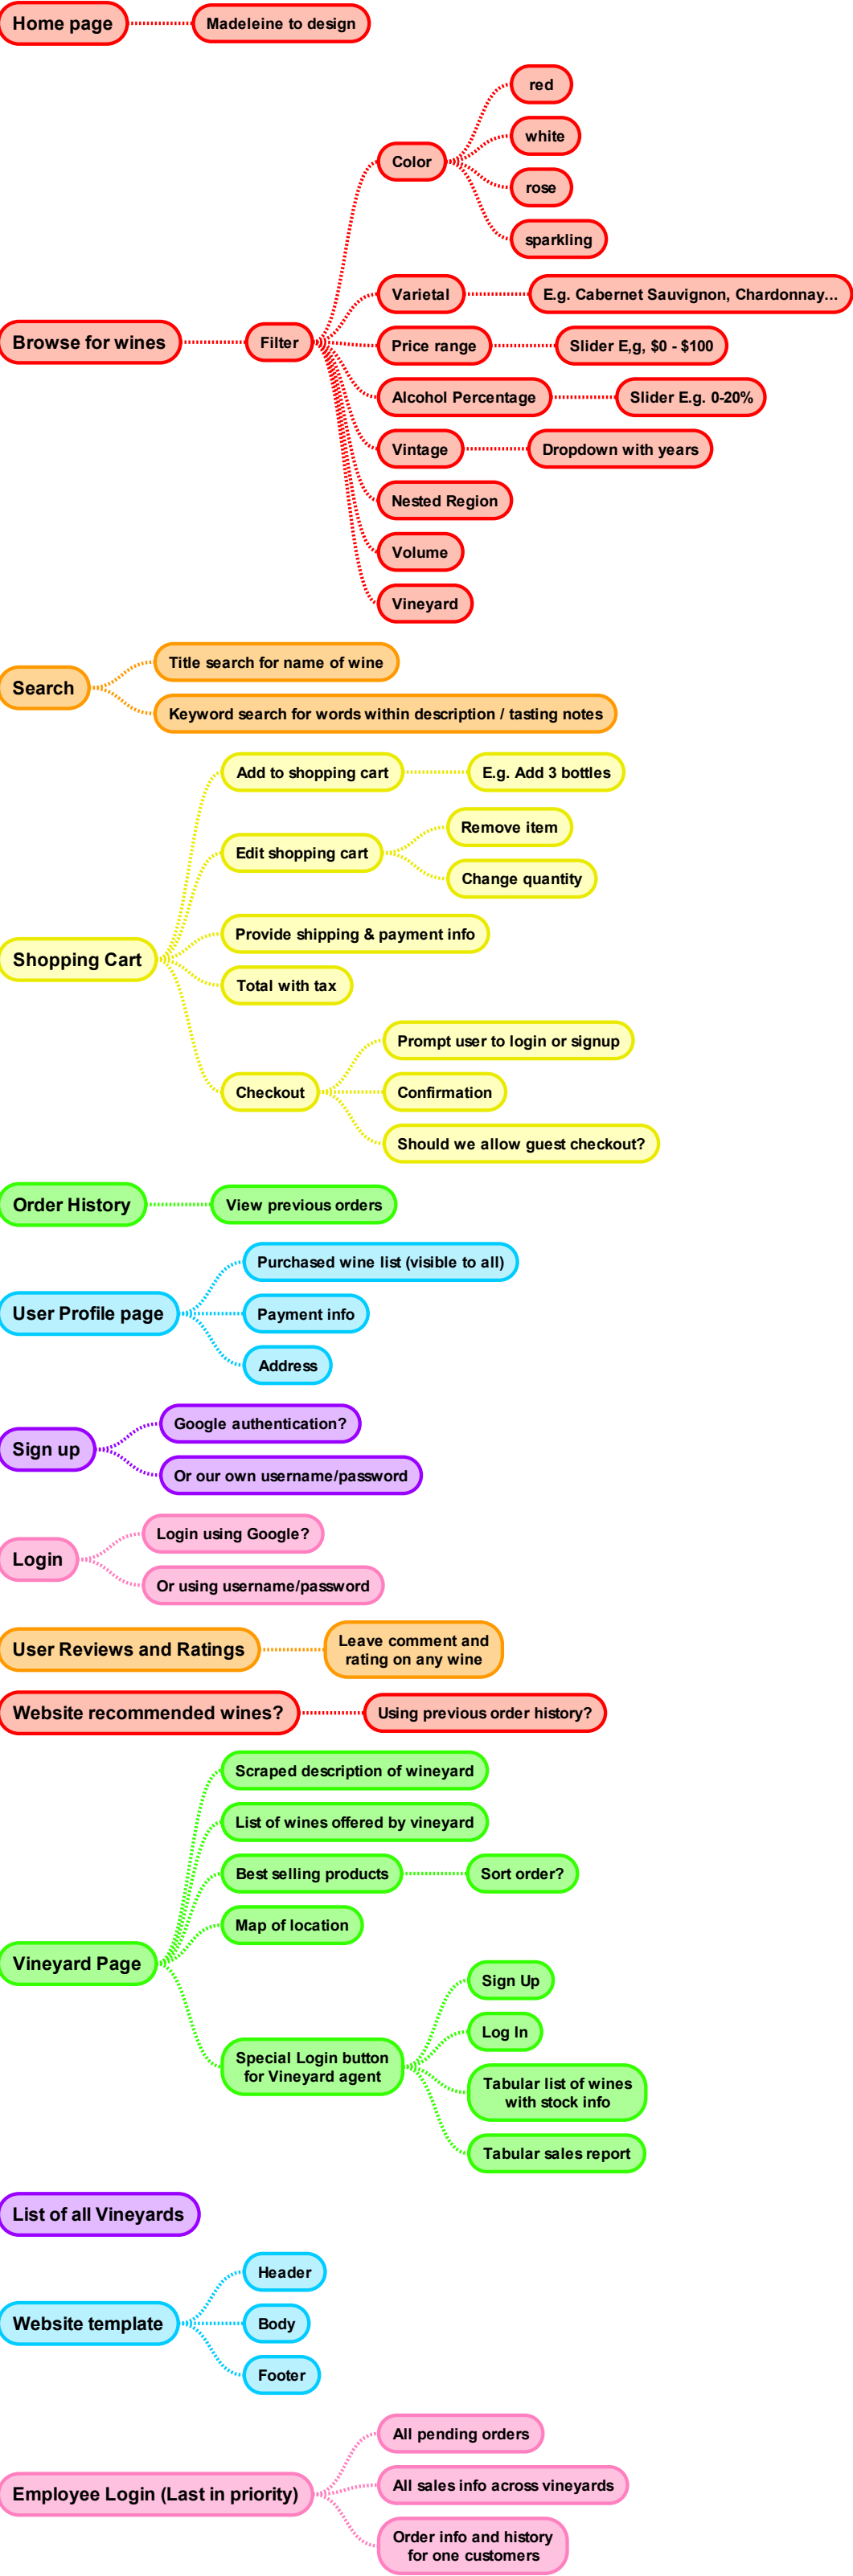 Home page
Madeleine to design
Browse for wines
Filter
Color
red
white
rose
sparkling
Varietal
E.g. Cabernet Sauvignon, Chardonnay...
Price range
Slider E,g, $0 - $100
Alcohol Percentage
Slider E.g. 0-20%
Vintage
Dropdown with years
Nested Region
Volume
Vineyard
Search
Title search for name of wine
Keyword search for words within description / tasting notes
Shopping Cart
Add to shopping cart
E.g. Add 3 bottles
Edit shopping cart
Remove item
Change quantity
Provide shipping & payment info
Total with tax
Checkout
Prompt user to login or signup
Confirmation
Should we allow guest checkout?
Order History
View previous orders
User Profile page
Purchased wine list (visible to all)
Payment info
Address
Sign up
Google authentication?
Or our own username/password
Login
Login using Google?
Or using username/password
User Reviews and Ratings
Leave comment and
rating on any wine
Website recommended wines?
Using previous order history?
Vineyard Page
Scraped description of wineyard
List of wines offered by vineyard
Best selling products
Sort order?
Map of location
Special Login button
for Vineyard agent
Sign Up
Log In
Tabular list of wines
with stock info
Tabular sales report
List of all Vineyards
Website template
Header
Body
Footer
Employee Login (Last in priority)
All pending orders
All sales info across vineyards
Order info and history
for one customers